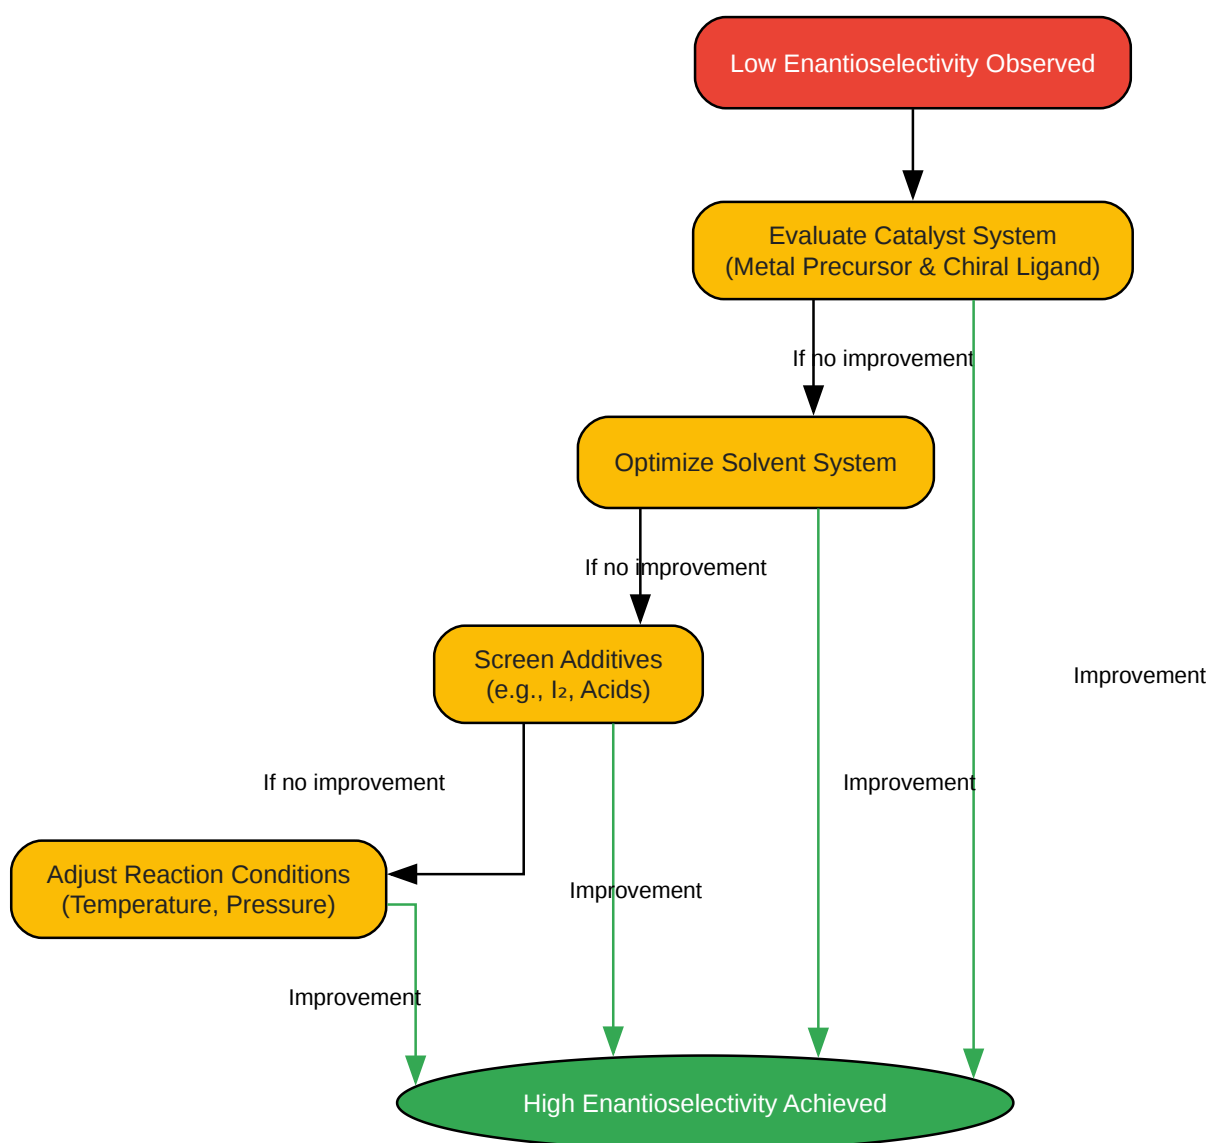 Low Enantioselectivity Observed
Evaluate Catalyst System
(Metal Precursor & Chiral Ligand)
If no improvement
Optimize Solvent System
If no improvement
Screen Additives
(e.g., I₂, Acids)
Improvement
If no improvement
Improvement
Adjust Reaction Conditions
(Temperature, Pressure)
Improvement
Improvement
High Enantioselectivity Achieved